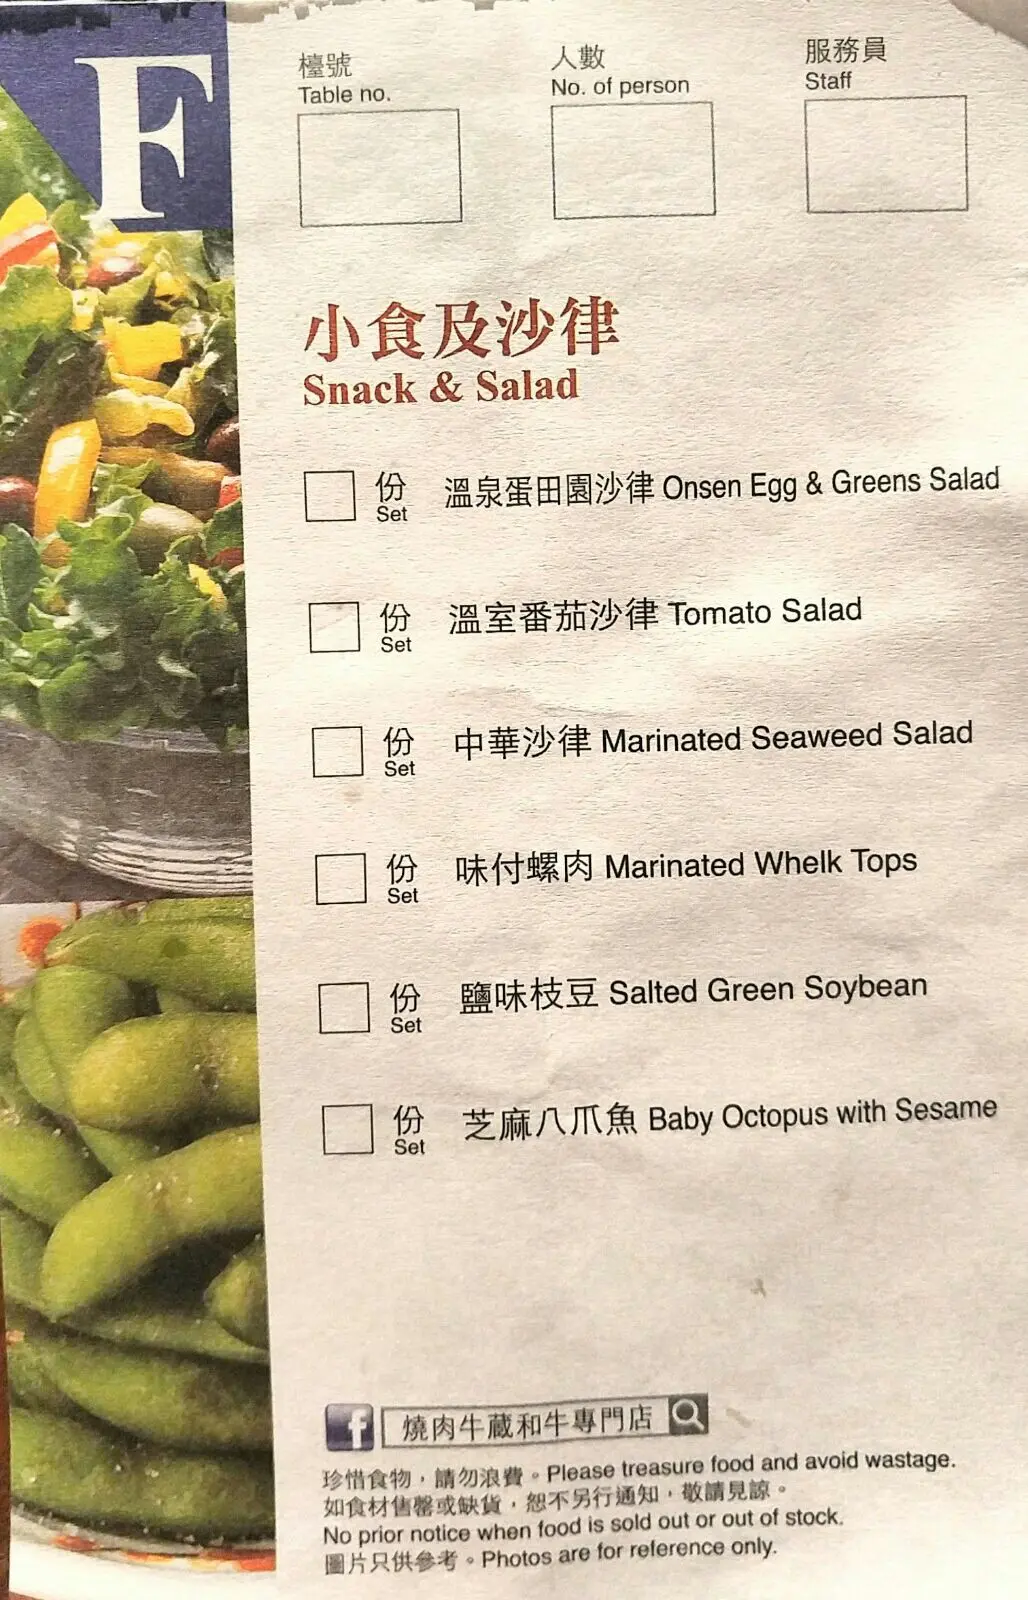 F
檯號 人數 服務員
Table no. No. of person Staff
小食及沙律
Snack & Salad
份 溫泉蛋田園沙律 Onsen Egg & Greens Salad
Set
份 溫室番茄沙律 Tomato Salad
Set
份 中華沙律 Marinated Seaweed Salad
Set
份 味付螺肉 Marinated Whelk Tops
Set
份 鹽味枝豆 Salted Green Soybean
Set
份 芝麻八爪魚 Baby Octopus with Sesame
Set
f 燒肉牛蔵和牛專門店
珍惜食物，請勿浪費。Please treasure food and avoid wastage.
如食材售罄或缺貨，恕不另行通知，敬請見諒。
No prior notice when food is sold out or out of stock.
圖片只供參考。Photos are for reference only.